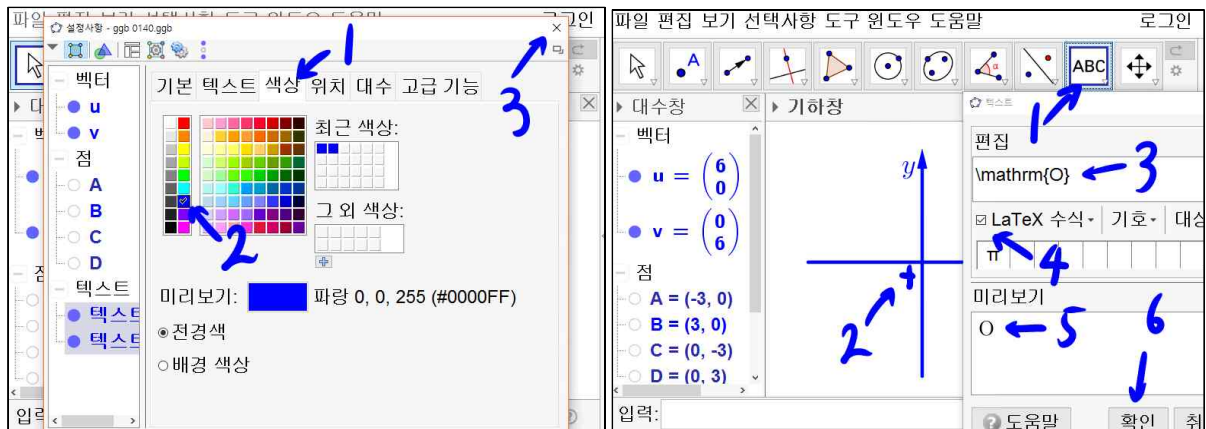 파일 편집 보기 선택사항 도구 윈도우 도움말
로그인
설정사항 - ggb 0140.ggb
1
3
기본 텍스트 색상 위치 대수 고급 기능
벡터
u
v
점
A
B
C
D
텍스트
최근 색상:
그 외 색상:
2
미리보기: 파랑 0, 0, 255 (#0000FF)
전경색
배경 색상
파일 편집 보기 선택사항 도구 윈도우 도움말
로그인
A
α
ABC
1
대수창
기하창
벡터
u = (6 0)
v = (0 6)
점
A = (-3, 0)
B = (3, 0)
C = (0, -3)
D = (0, 3)
입력:
y
2
텍스트
편집
\mathrm{O}
3
LaTeX 수식 기호
π
4
미리보기
O
5
6
도움말 확인